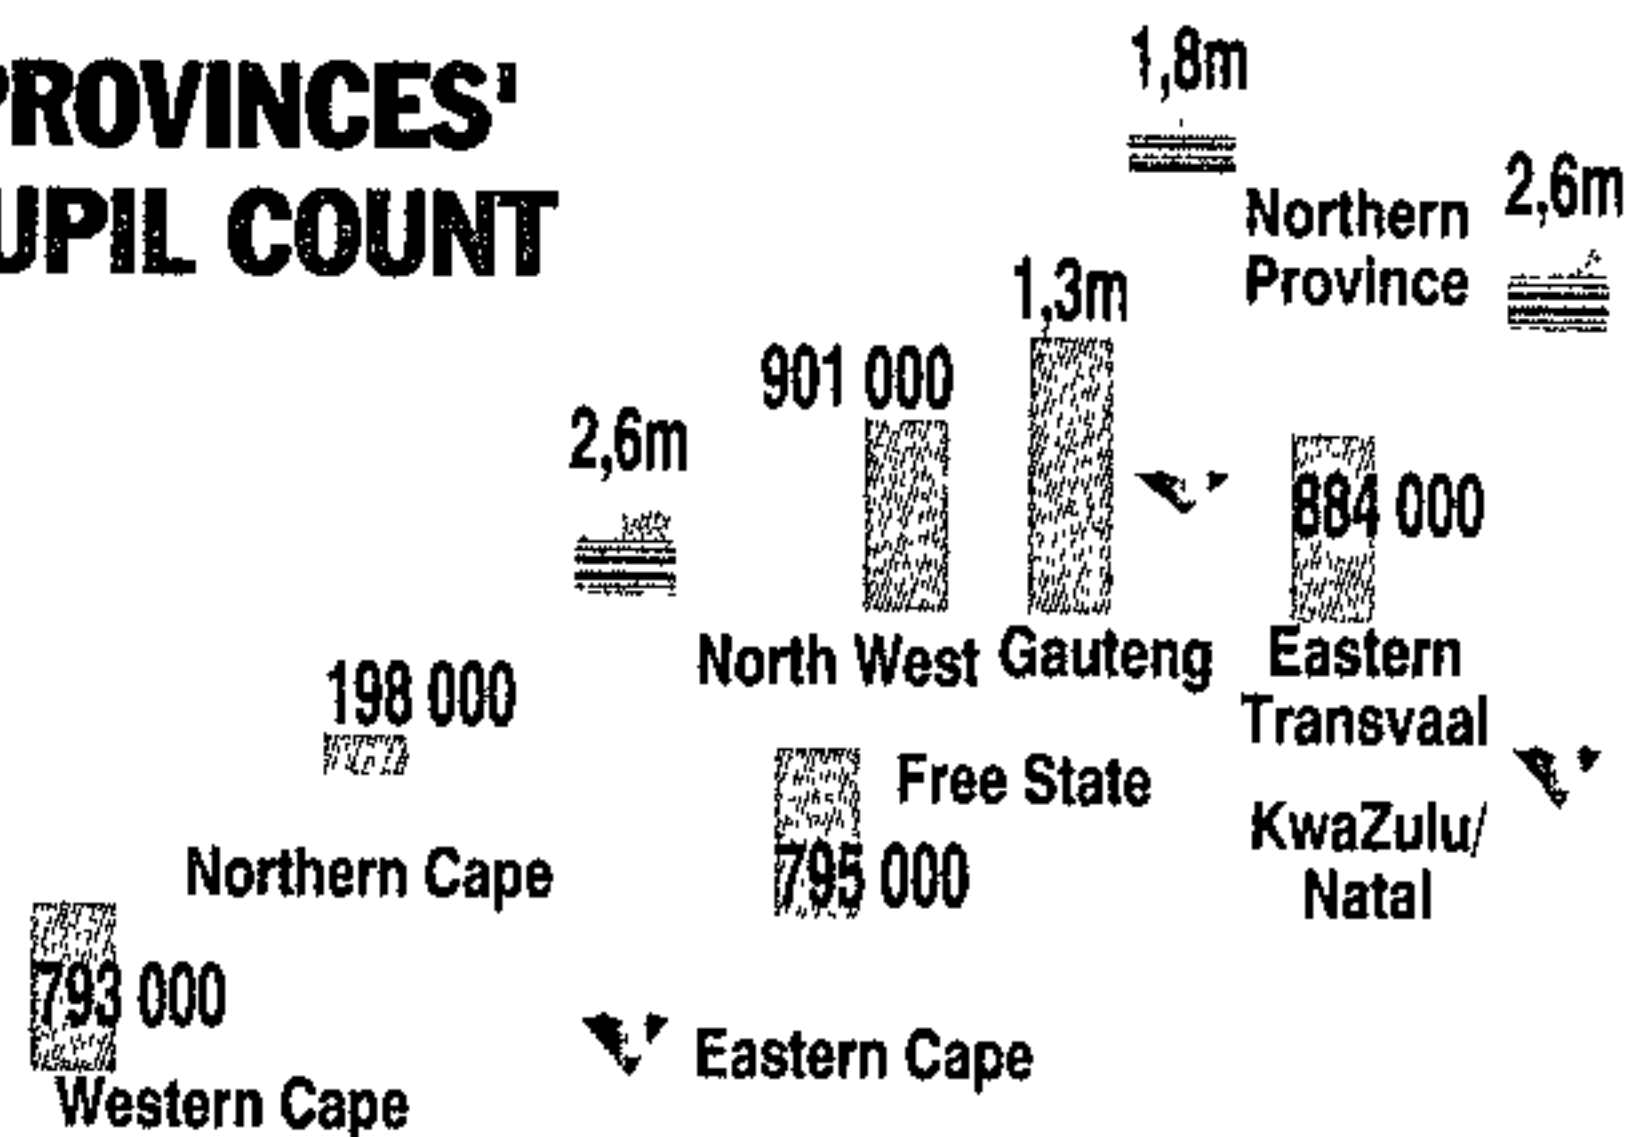 PROVINCES'
UPIL COUNT
1,8m
Northern
Province
2,6m
1,3m
901 000
2,6m
884 000
North West
Gauteng
Eastern
Transvaal
198 000
Northern Cape
Free State
795 000
KwaZulu/
Natal
793 000
Western Cape
Eastern Cape